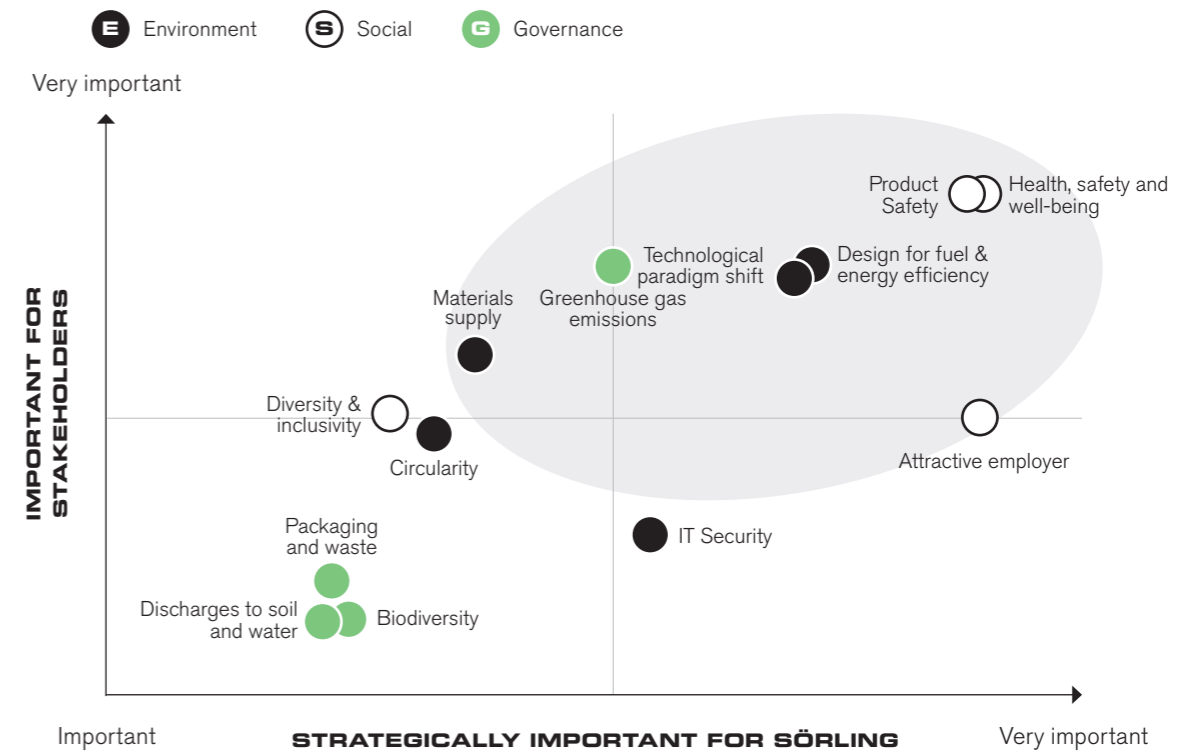 E Environment S Social G Governance
Very important
Product
Safety
Health, safety and
well-being
Technological
paradigm shift
Design for fuel &
energy efficiency
Greenhouse gas
emissions
Materials
supply
Diversity &
inclusivity
Circularity
Attractive employer
IT Security
Packaging
and waste
Discharges to soil
and water
Biodiversity
IMPORTANT FOR
STAKEHOLDERS
Important
STRATEGICALLY IMPORTANT FOR SÖRLING
Very important